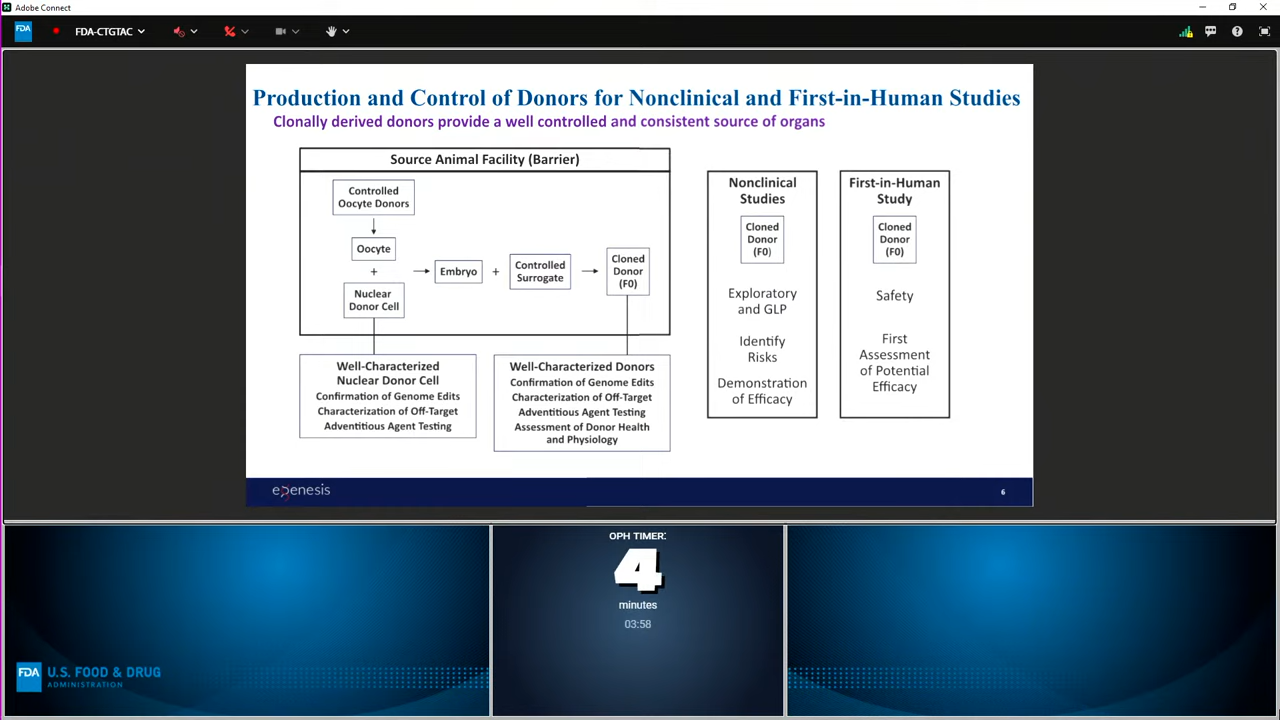 Adobe Connect
FDA
FDA-CTGTAC
Production and Control of Donors for Nonclinical and First-in-Human Studies
Clonally derived donors provide a well controlled and consistent source of organs
Source Animal Facility (Barrier)
Controlled
Oocyte Donors
Oocyte
+
Nuclear
Donor Cell
Embryo
+
Controlled
Surrogate
Cloned
Donor
(F0)
Well-Characterized
Nuclear Donor Cell
Confirmation of Genome Edits
Characterization of Off-Target
Adventitious Agent Testing
Well-Characterized Donors
Confirmation of Genome Edits
Characterization of Off-Target
Adventitious Agent Testing
Assessment of Donor Health
and Physiology
Nonclinical
Studies
Cloned
Donor
(F0)
Exploratory
and GLP
Identify
Risks
Demonstration
of Efficacy
First-in-Human
Study
Cloned
Donor
(F0)
Safety
First
Assessment
of Potential
Efficacy
egenesis
6
OPH TIMER:
4
minutes
03:58
FDA
U.S. FOOD & DRUG
ADMINISTRATION